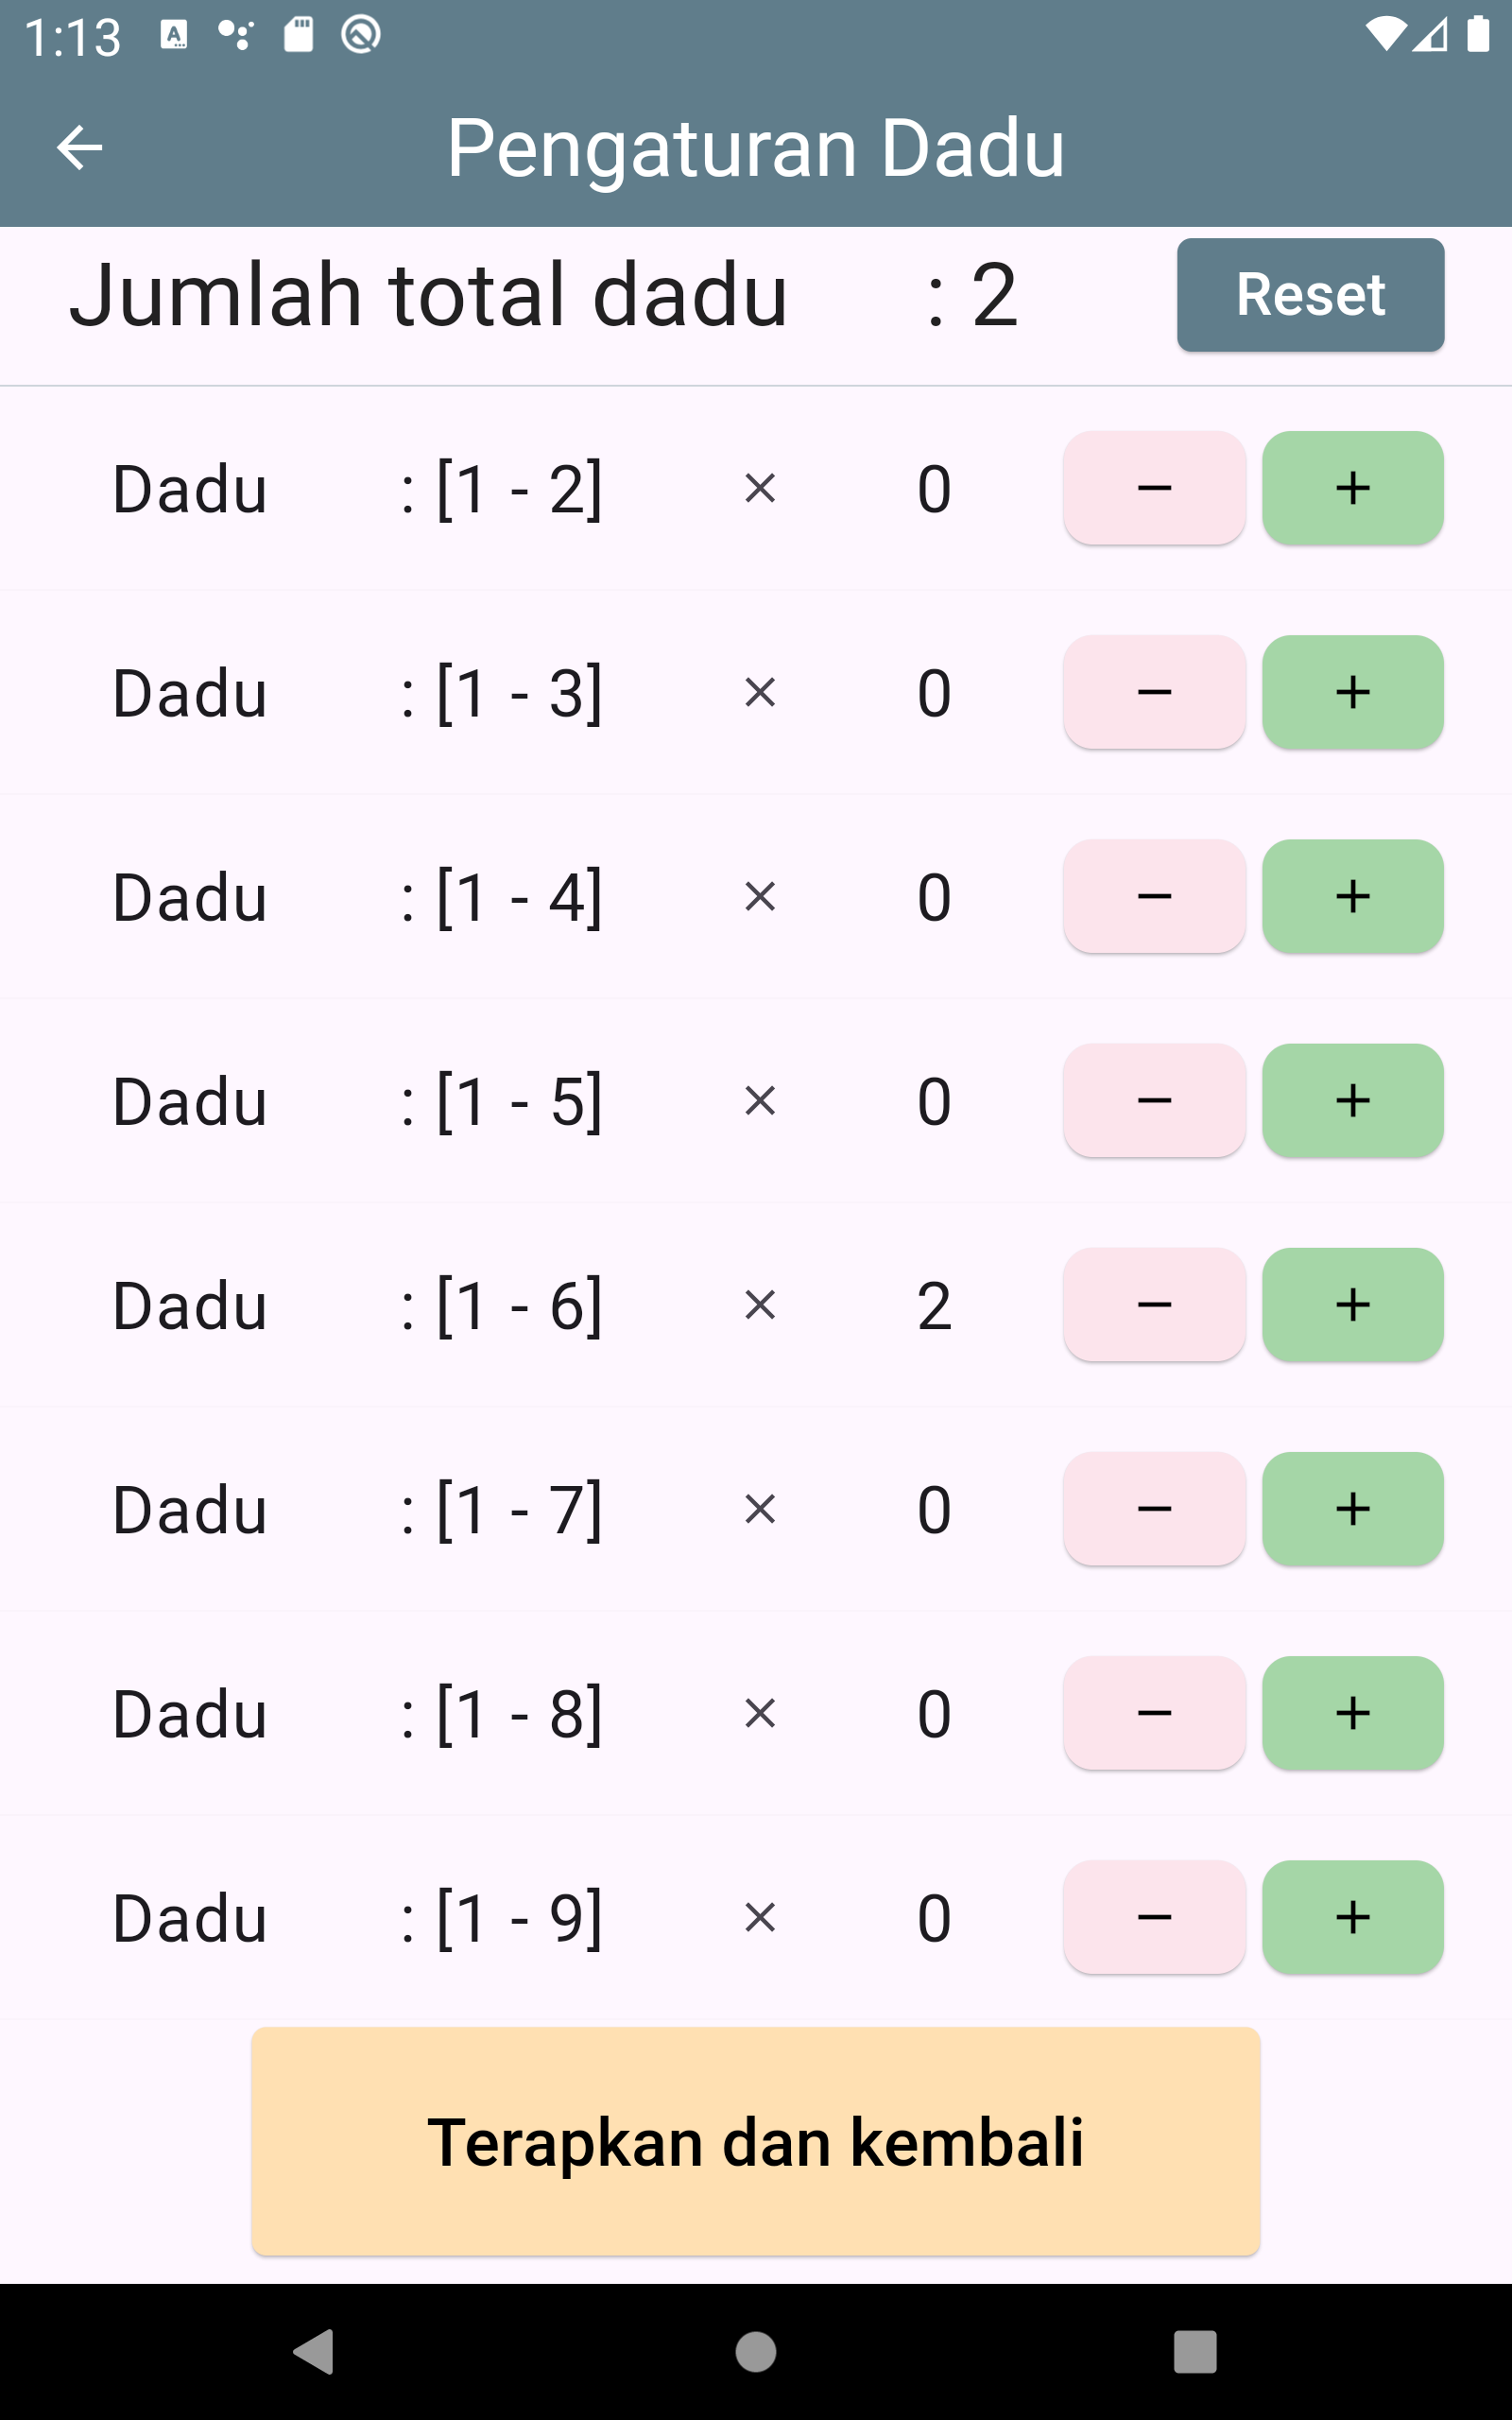 1:13
Pengaturan Dadu
Jumlah total dadu : 2 Reset
Dadu : [1 - 2] × 0 − +
Dadu : [1 - 3] × 0 − +
Dadu : [1 - 4] × 0 − +
Dadu : [1 - 5] × 0 − +
Dadu : [1 - 6] × 2 − +
Dadu : [1 - 7] × 0 − +
Dadu : [1 - 8] × 0 − +
Dadu : [1 - 9] × 0 − +
Terapkan dan kembali